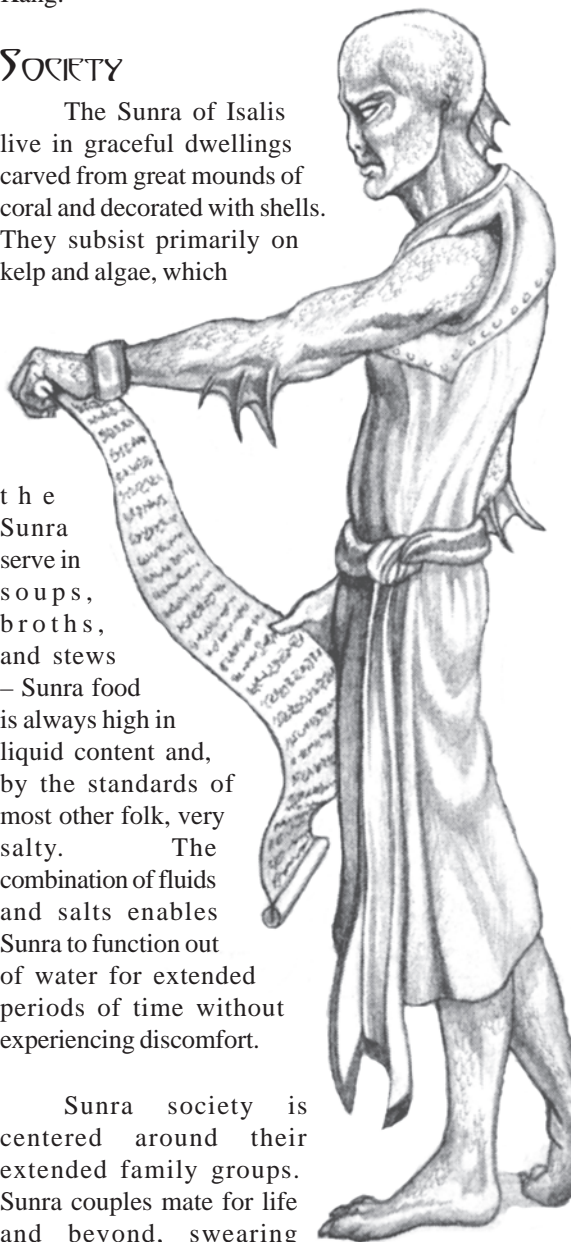 SOCIETY
The Sunra of Isalis
live in graceful dwellings
carved from great mounds of
coral and decorated with shells.
They subsist primarily on
kelp and algae, which
the
Sunra
serve in
soups,
broths,
and stews
– Sunra food
is always high in
liquid content and,
by the standards of
most other folk, very
salty. The
combination of fluids
and salts enables
Sunra to function out
of water for extended
periods of time without
experiencing discomfort.
Sunra society is
centered around their
extended family groups.
Sunra couples mate for life
and beyond, swearing